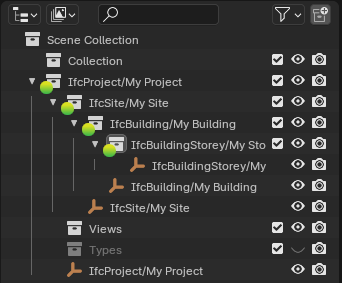 Scene Collection
Collection
IfcProject/My Project
IfcSite/My Site
IfcBuilding/My Building
IfcBuildingStorey/My Sto
IfcBuildingStorey/My
IfcBuilding/My Building
IfcSite/My Site
Views
Types
IfcProject/My Project